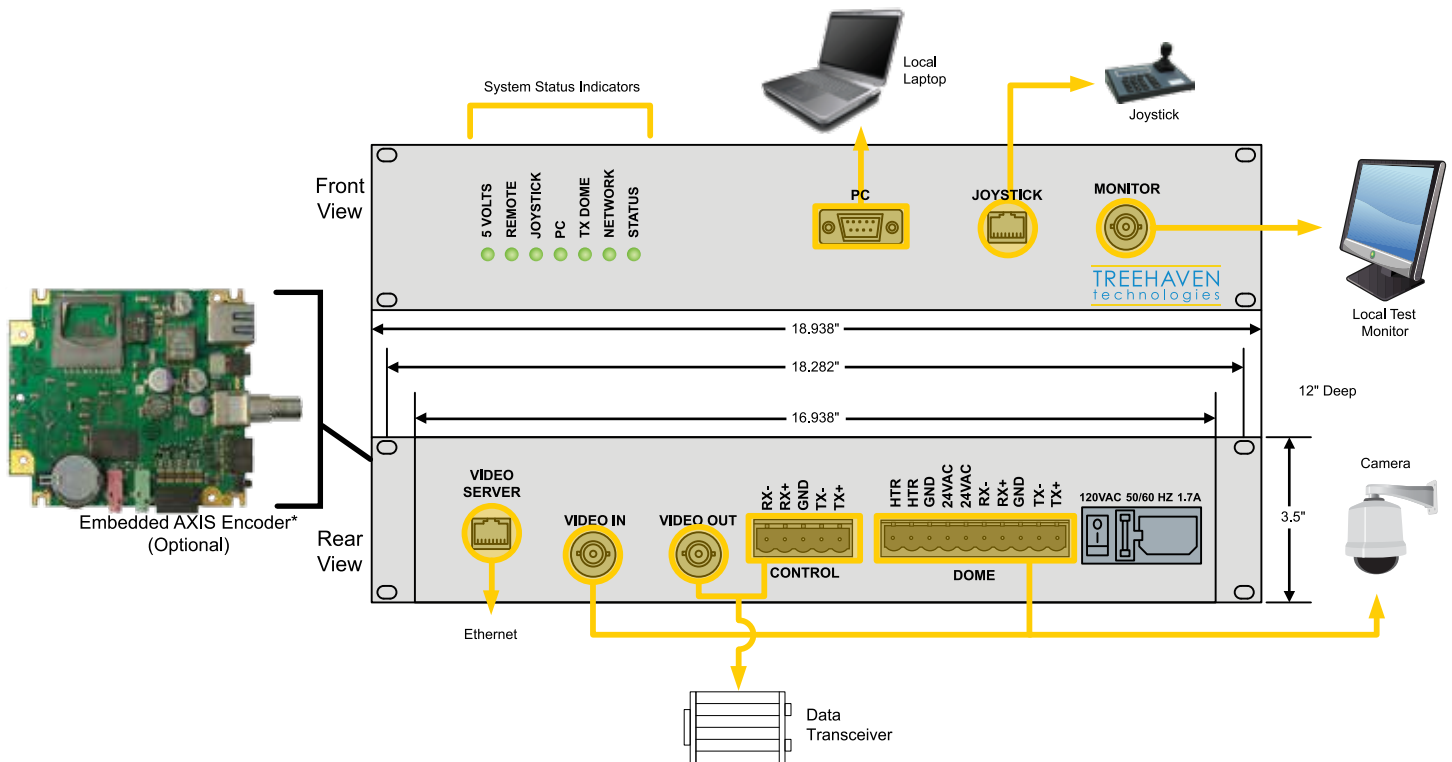 System Status Indicators
Local
Laptop
Joystick
Front
View
5 VOLTS
REMOTE
JOYSTICK
PC
TX DOME
NETWORK
STATUS
PC
JOYSTICK
MONITOR
TREEHAVEN
technologies
Local Test
Monitor
18.938"
18.282"
12" Deep
16.938"
Embedded AXIS Encoder*
(Optional)
Rear
View
VIDEO
SERVER
VIDEO IN
VIDEO OUT
RX-
RX+
GND
TX-
TX+
CONTROL
HTR
HTR
GND
24VAC
24VAC
RX-
RX+
GND
TX-
TX+
DOME
120VAC 50/60 HZ 1.7A
3.5"
Camera
Ethernet
Data
Transceiver